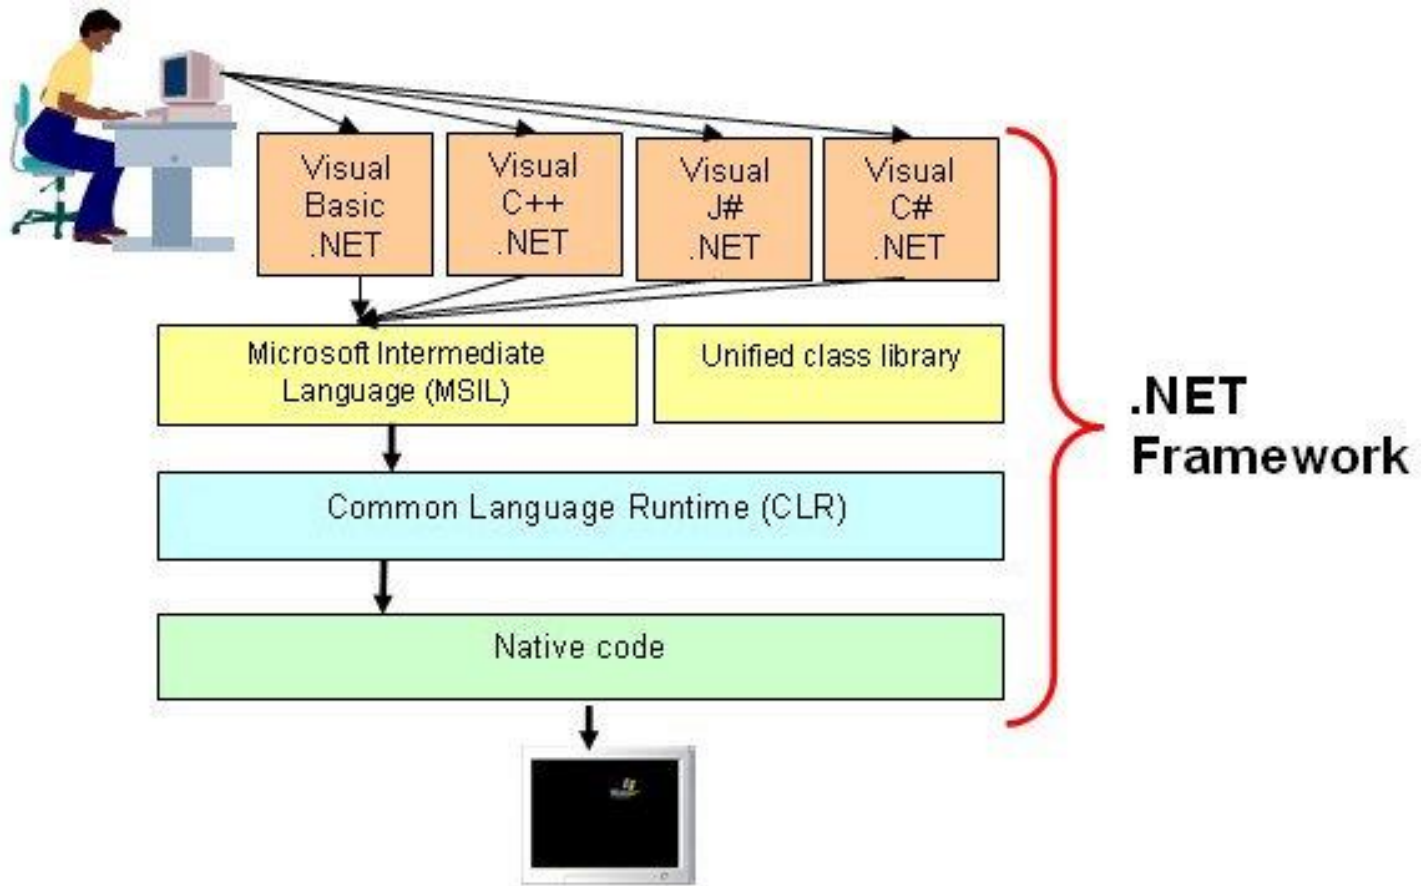 Visual
Basic
.NET
Visual
C++
.NET
Visual
J#
.NET
Visual
C#
.NET
Microsoft Intermediate
Language (MSIL)
Unified class library
.NET
Framework
Common Language Runtime (CLR)
Native code